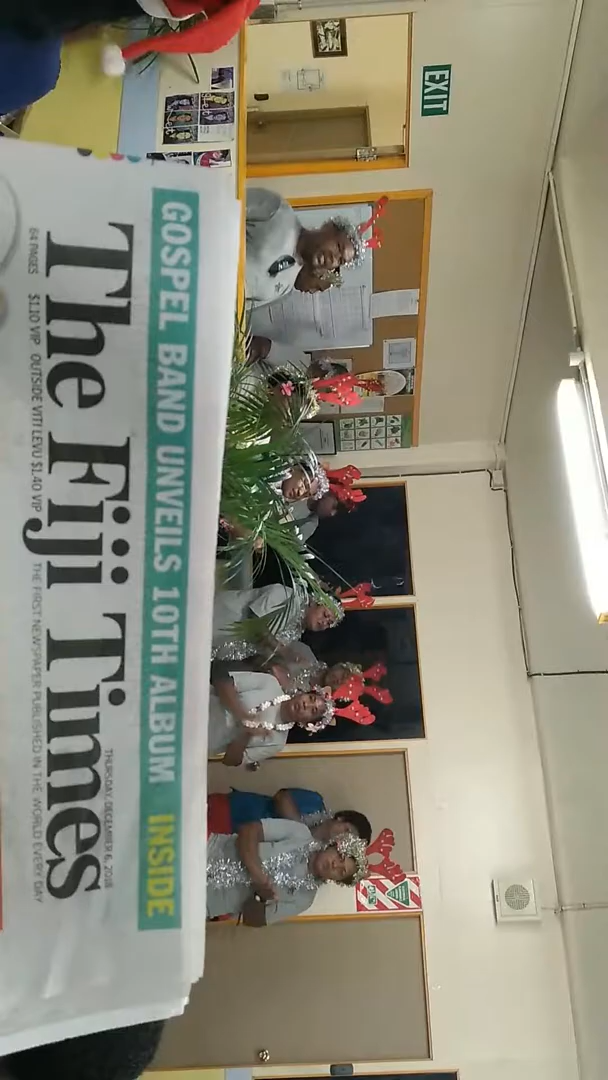 GOSPEL BAND UNVEILS 10TH ALBUM INSIDE
THURSDAY, DECEMBER 6, 2018
The Fiji Times
64 PAGES $1.10 VIP OUTSIDE VITI LEVU $1.40 VIP THE FIRST NEWSPAPER PUBLISHED IN THE WORLD EVERY DAY
EXIT